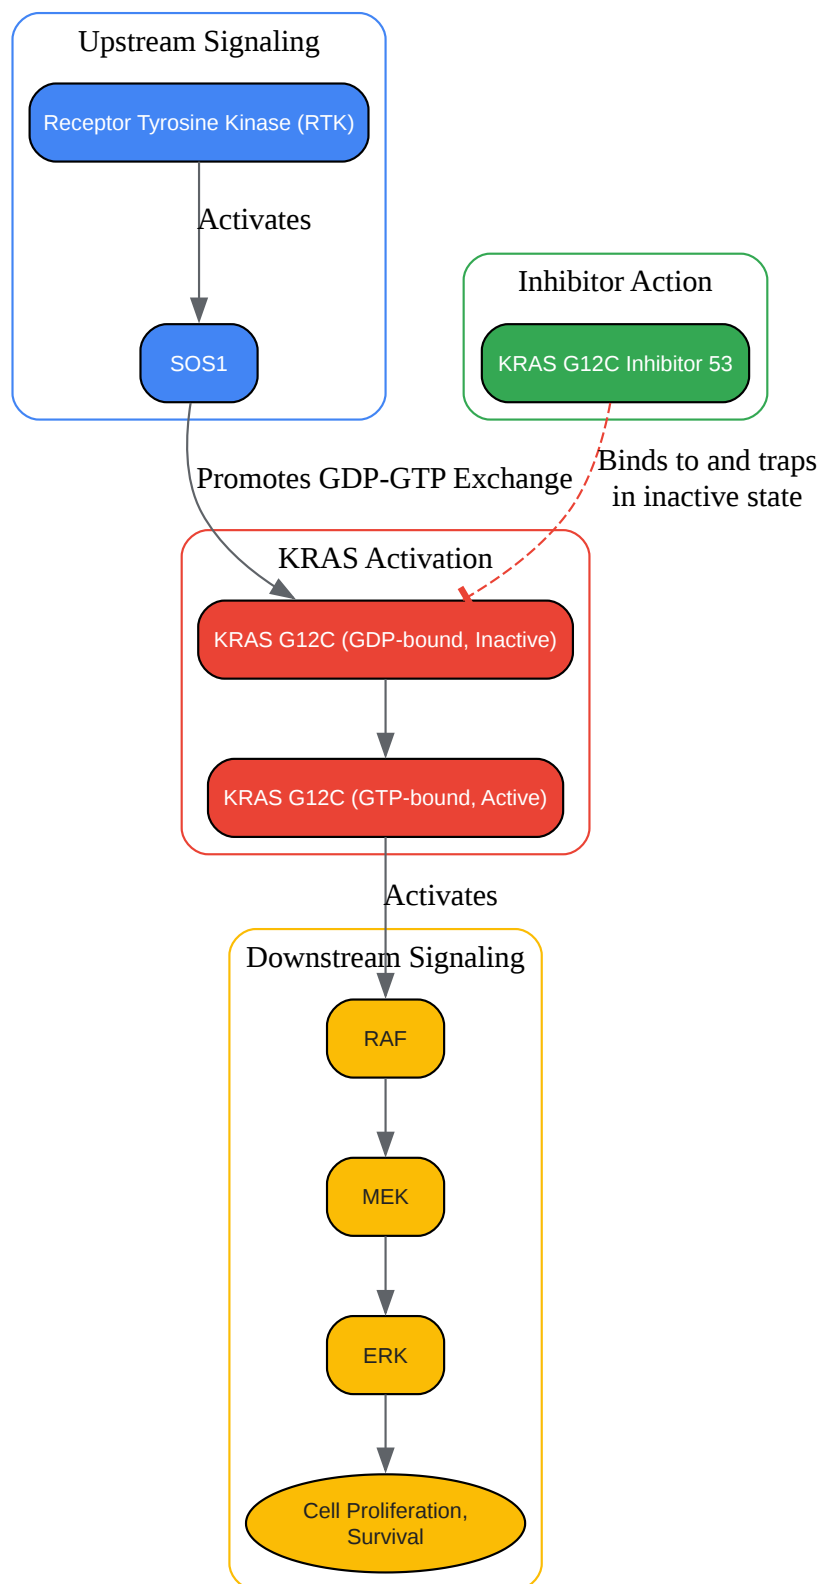 Upstream Signaling
Receptor Tyrosine Kinase (RTK)
Activates
SOS1
Inhibitor Action
KRAS G12C Inhibitor 53
Promotes GDP-GTP Exchange
Binds to and traps
in inactive state
KRAS Activation
KRAS G12C (GDP-bound, Inactive)
KRAS G12C (GTP-bound, Active)
Activates
Downstream Signaling
RAF
MEK
ERK
Cell Proliferation,
Survival